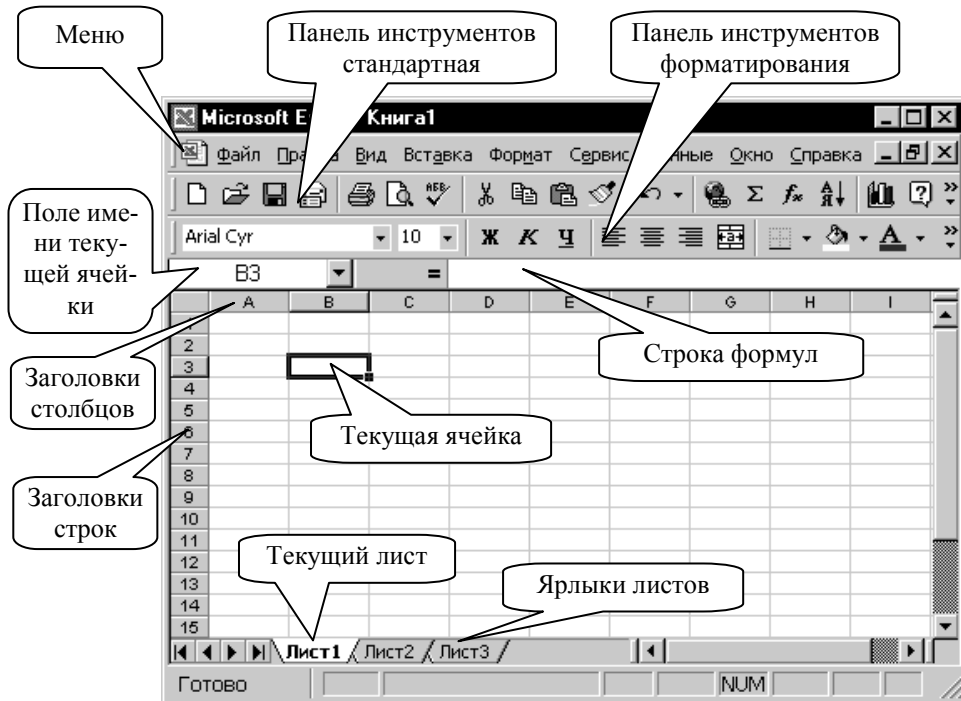 Меню
Панель инструментов
стандартная
Панель инструментов
форматирования
Microsoft Книга1
Файл Вид Вставка Формат Окно Справка
Поле име-
ни теку-
щей ячей-
ки
Arial Cyr 10 Ж К Ч
B3 =
A B C D E F G H I
1
2
3
4
5
6
7
8
9
10
11
12
13
14
15
Заголовки
столбцов
Строка формул
Текущая ячейка
Заголовки
строк
Текущий лист
Ярлыки листов
Лист1 Лист2 Лист3
Готово NUM